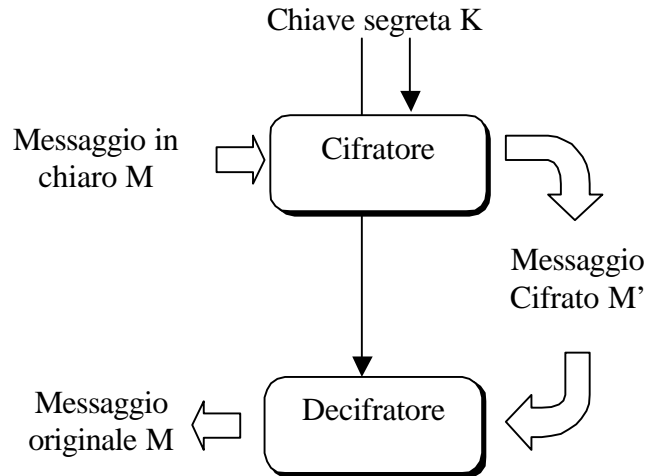 Chiave segreta K
Messaggio in
chiaro M
Cifratore
Messaggio
Cifrato M’
Messaggio
originale M
Decifratore